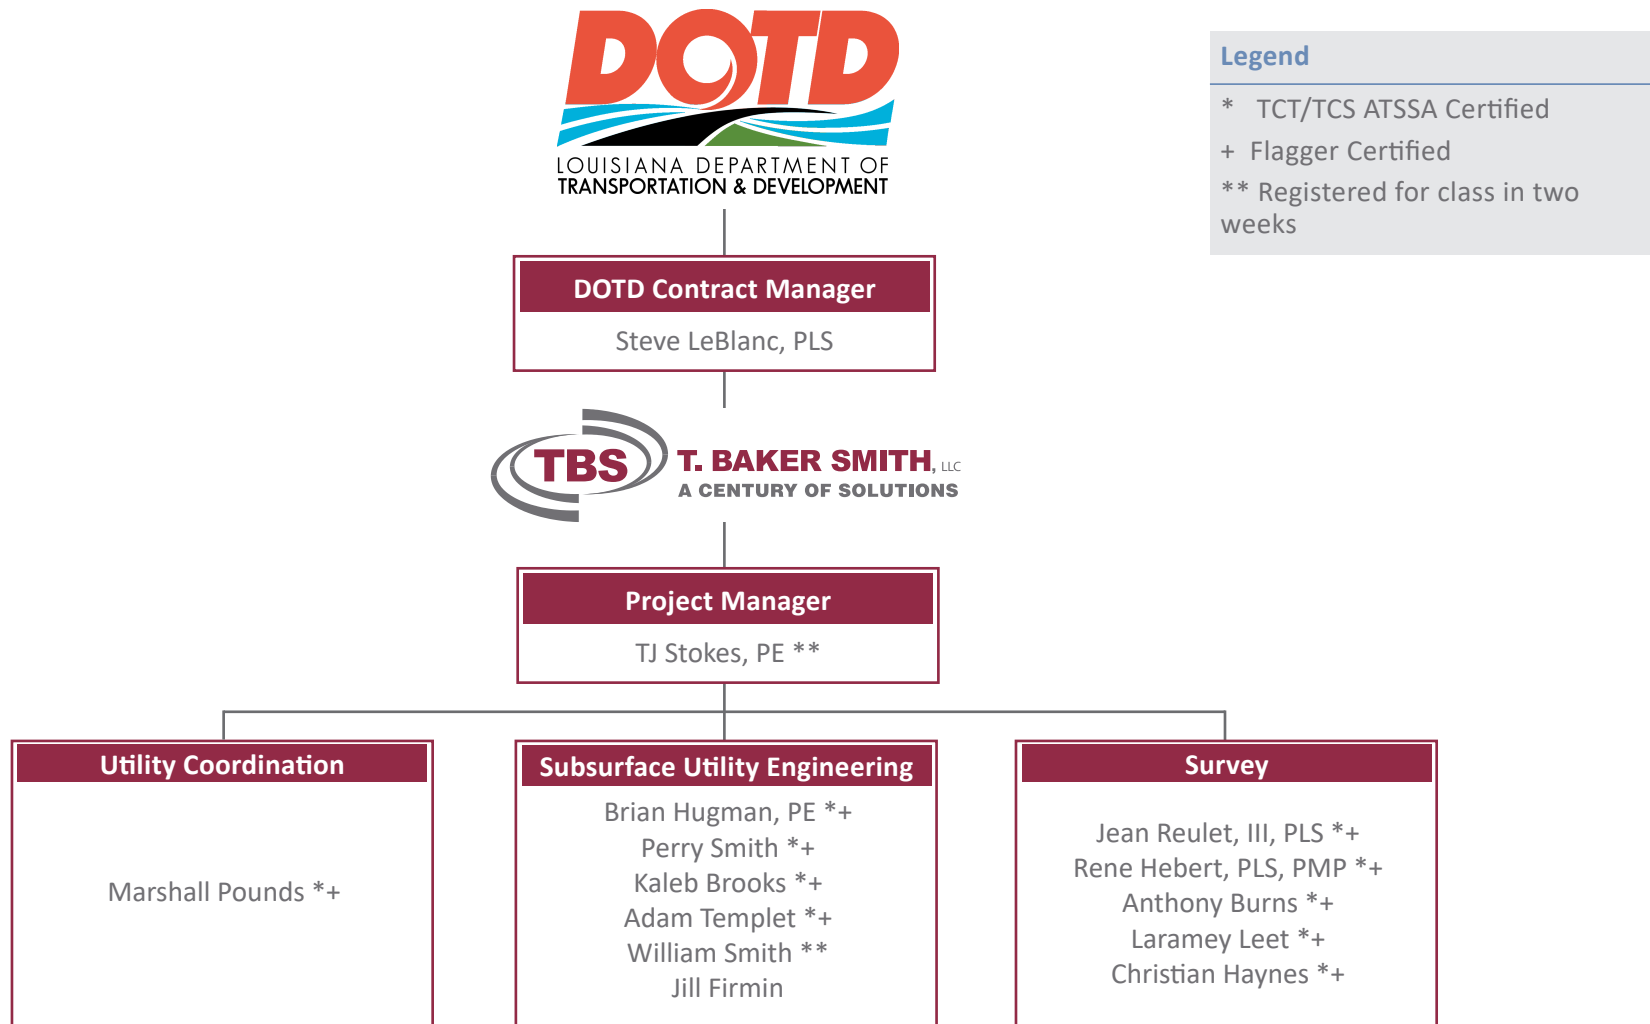 DOTD
LOUISIANA DEPARTMENT OF
TRANSPORTATION & DEVELOPMENT
Legend
* TCT/TCS ATSSA Certified
+ Flagger Certified
** Registered for class in two
weeks
DOTD Contract Manager
Steve LeBlanc, PLS
TBS
T. BAKER SMITH, LLC
A CENTURY OF SOLUTIONS
Project Manager
TJ Stokes, PE **
Utility Coordination
Marshall Pounds *+
Subsurface Utility Engineering
Brian Hugman, PE *+
Perry Smith *+
Kaleb Brooks *+
Adam Templet *+
William Smith **
Jill Firmin
Survey
Jean Reulet, III, PLS *+
Rene Hebert, PLS, PMP *+
Anthony Burns *+
Laramey Leet *+
Christian Haynes *+